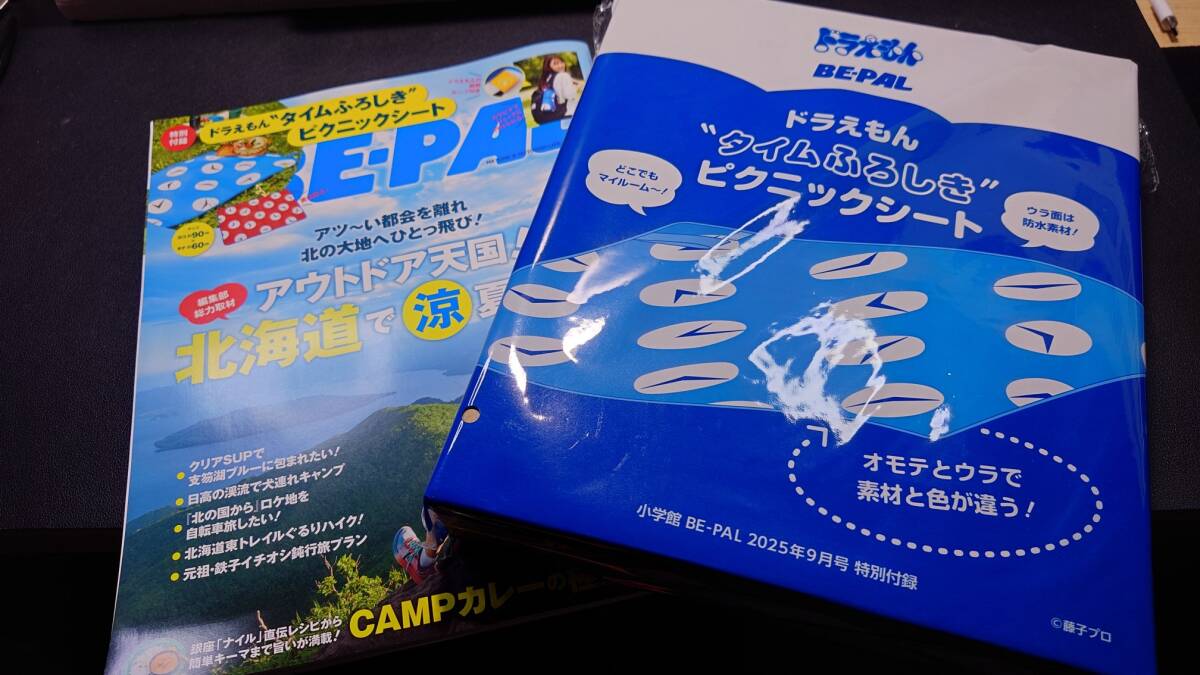 特別
付録
ドラえもん“タイムふろしき”
ピクニックシート
BE-PAL
アツ〜い都会を離れ
北の大地へひとっ飛び!
編集部
総力取材
アウトドア天国!
北海道で涼夏
クリアSUPで
支笏湖ブルーに包まれたい!
日高の渓流で犬連れキャンプ
「北の国から」ロケ地を
自転車旅したい!
北海道東トレイルぐるりハイク!
元祖・鉄子イチオシ鈍行旅プラン
銀座「ナイル」直伝レシピから
簡単キーマまで旨いが満載!
CAMPカレーの
ドラえもん
BE-PAL
ドラえもん
“タイムふろしき”
ピクニックシート
どこでも
マイルーム〜!
ウラ面は
防水素材!
オモテとウラで
素材と色が違う!
小学館 BE-PAL 2025年9月号 特別付録
©藤子プロ